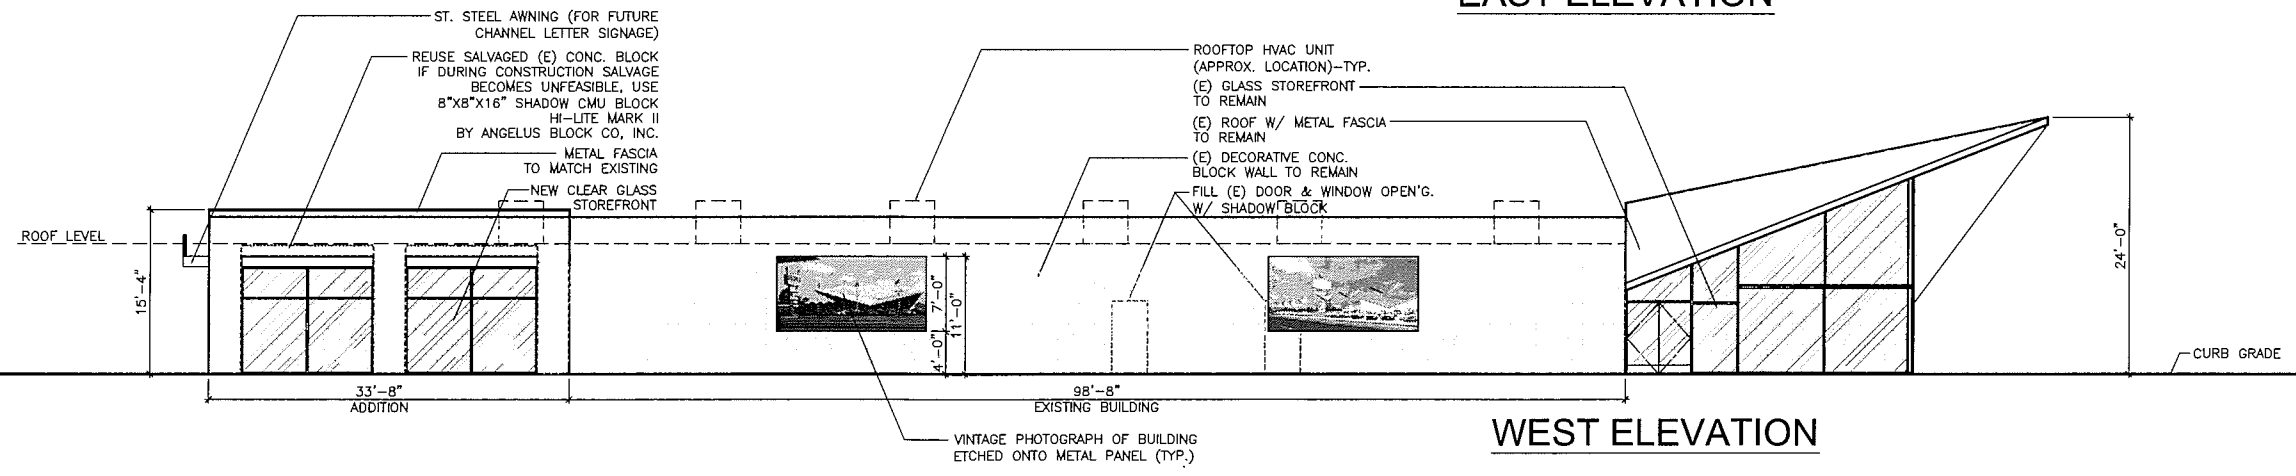 EAST ELEVATION
ST. STEEL AWNING (FOR FUTURE
CHANNEL LETTER SIGNAGE)
REUSE SALVAGED (E) CONC. BLOCK
IF DURING CONSTRUCTION SALVAGE
BECOMES UNFEASIBLE, USE
8"X8"X16" SHADOW CMU BLOCK
HI-LITE MARK II
BY ANGELUS BLOCK CO, INC.
METAL FASCIA
TO MATCH EXISTING
NEW CLEAR GLASS
STOREFRONT
ROOFTOP HVAC UNIT
(APPROX. LOCATION)-TYP.
(E) GLASS STOREFRONT
TO REMAIN
(E) ROOF W/ METAL FASCIA
TO REMAIN
(E) DECORATIVE CONC.
BLOCK WALL TO REMAIN
FILL (E) DOOR & WINDOW OPEN'G.
W/ SHADOW BLOCK
ROOF LEVEL
15'-4"
7'-0"
4'-0"
11'-0"
24'-0"
CURB GRADE
33'-8"
ADDITION
98'-8"
EXISTING BUILDING
VINTAGE PHOTOGRAPH OF BUILDING
ETCHED ONTO METAL PANEL (TYP.)
WEST ELEVATION